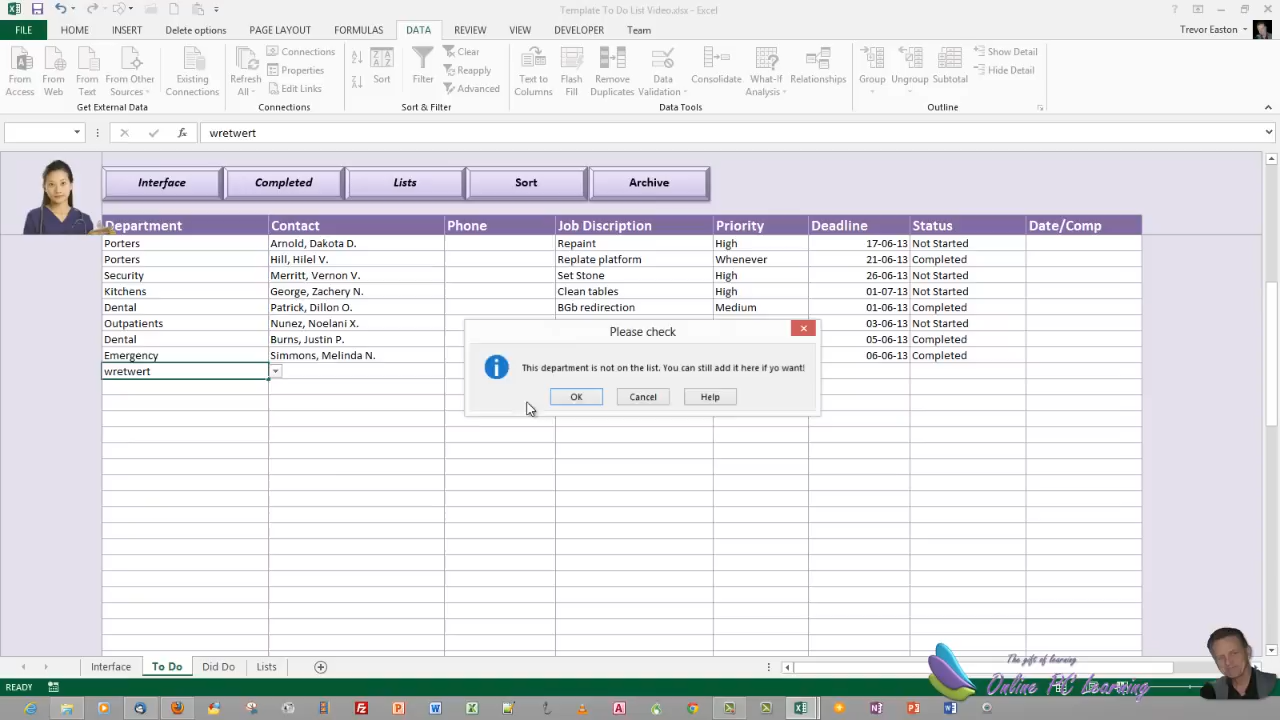 Template To Do List Video.xlsx - Excel
FILE HOME INSERT Delete options PAGE LAYOUT FORMULAS DATA REVIEW VIEW DEVELOPER Team Trevor Easton
Connections Clear Show Detail
Properties Reapply Hide Detail
Edit Links Advanced
From Access From Web From Text From Other Sources Existing Connections Refresh All Sort Filter Text to Columns Flash Fill Remove Duplicates Data Validation Consolidate What-If Analysis Relationships Group Ungroup Subtotal
Get External Data Connections Sort & Filter Data Tools Outline
fx wretwert
Interface Completed Lists Sort Archive
Department Contact Phone Job Discription Priority Deadline Status Date/Comp
Porters Arnold, Dakota D. Repaint High 17-06-13 Not Started
Porters Hill, Hilel V. Replate platform Whenever 21-06-13 Completed
Security Merritt, Vernon V. Set Stone High 26-06-13 Not Started
Kitchens George, Zachery N. Clean tables High 01-07-13 Not Started
Dental Patrick, Dillon O. BGb redirection Medium 01-06-13 Completed
Outpatients Nunez, Noelani X. 03-06-13 Not Started
Dental Burns, Justin P. 05-06-13 Completed
Emergency Simmons, Melinda N. 06-06-13 Completed
wretwert
Please check
This department is not on the list. You can still add it here if yo want!
OK Cancel Help
Interface To Do Did Do Lists
The gift of learning
Online PC Learning
READY